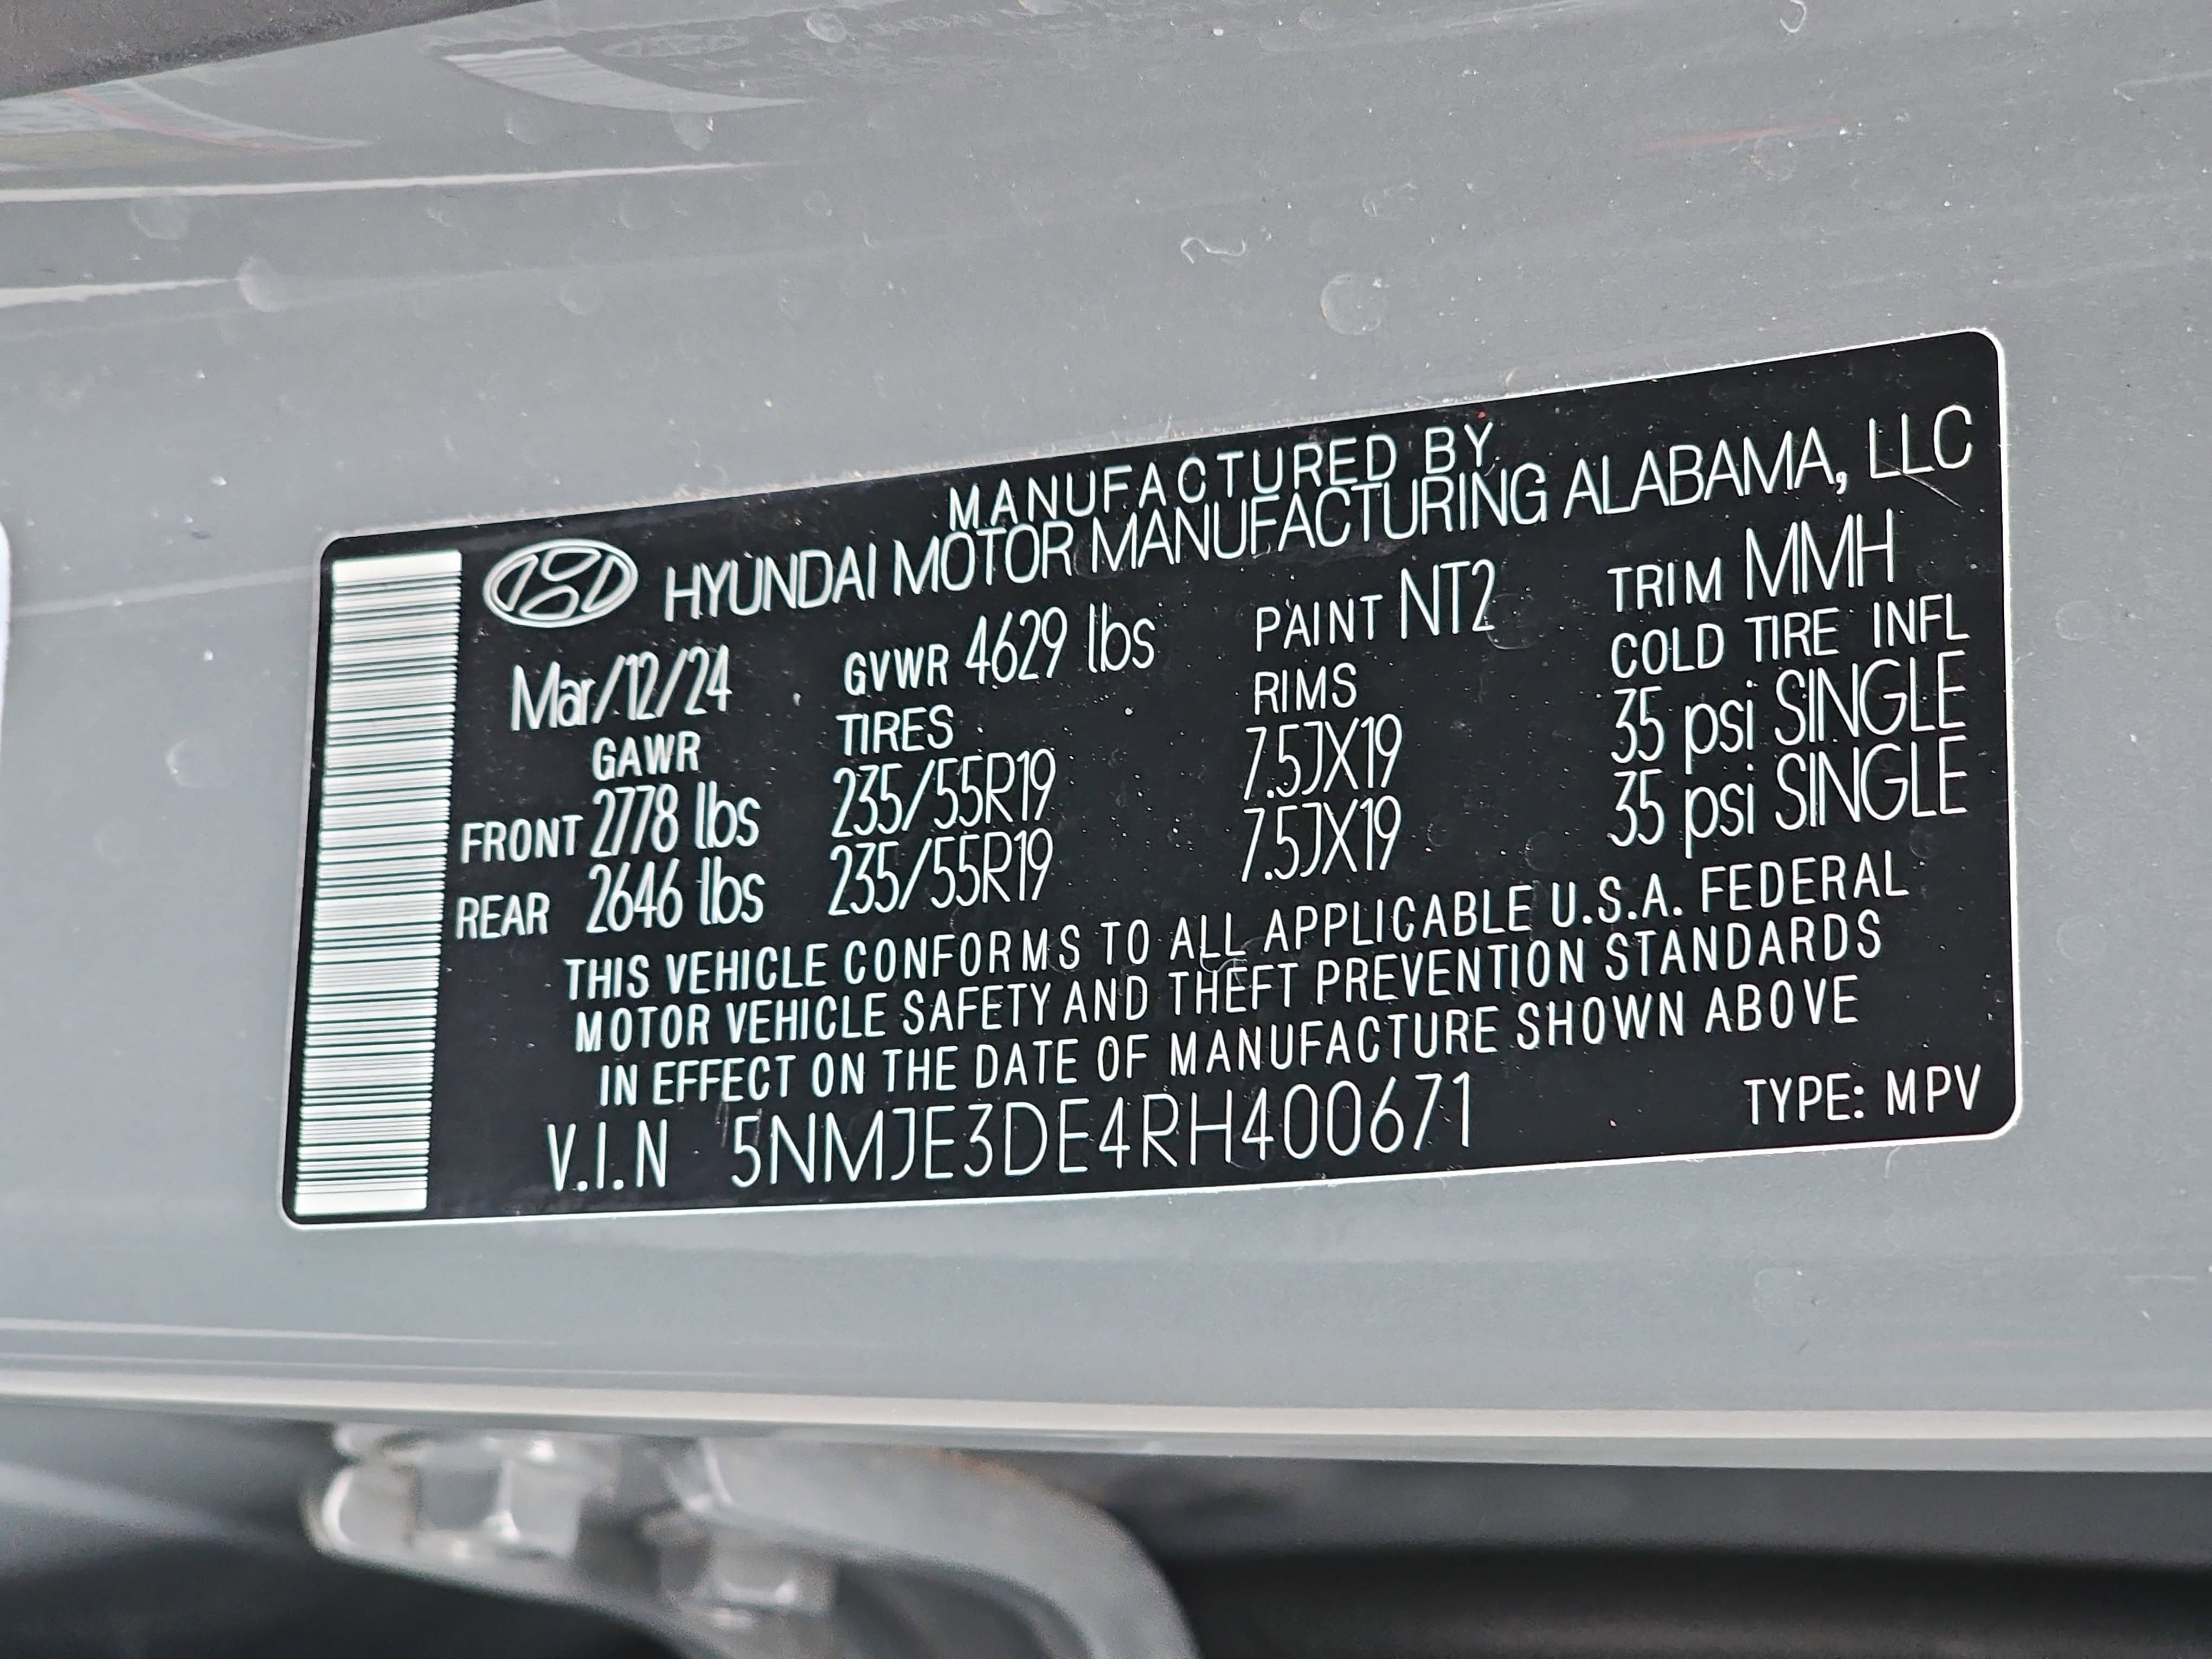 MANUFACTURED BY
HYUNDAI MOTOR MANUFACTURING ALABAMA, LLC
Mar/12/24 GVWR 4629 lbs PAINT NT2 TRIM MMH
GAWR TIRES RIMS COLD TIRE INFL
FRONT 2778 lbs 235/55R19 7.5JX19 35 psi SINGLE
REAR 2646 lbs 235/55R19 7.5JX19 35 psi SINGLE
THIS VEHICLE CONFORMS TO ALL APPLICABLE U.S.A. FEDERAL
MOTOR VEHICLE SAFETY AND THEFT PREVENTION STANDARDS
IN EFFECT ON THE DATE OF MANUFACTURE SHOWN ABOVE
V.I.N 5NMJE3DE4RH400671 TYPE: MPV